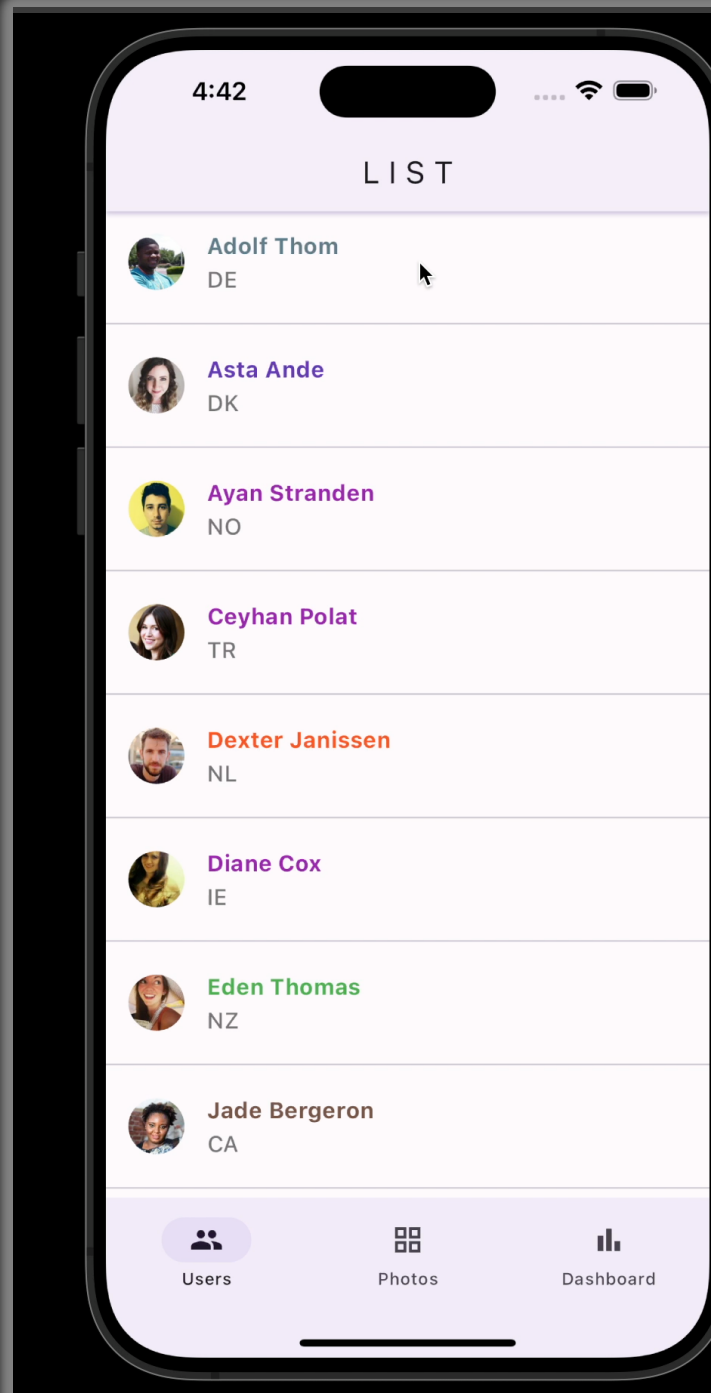 4:42
LIST
Adolf Thom
DE
Asta Ande
DK
Ayan Stranden
NO
Ceyhan Polat
TR
Dexter Janissen
NL
Diane Cox
IE
Eden Thomas
NZ
Jade Bergeron
CA
Users
Photos
Dashboard